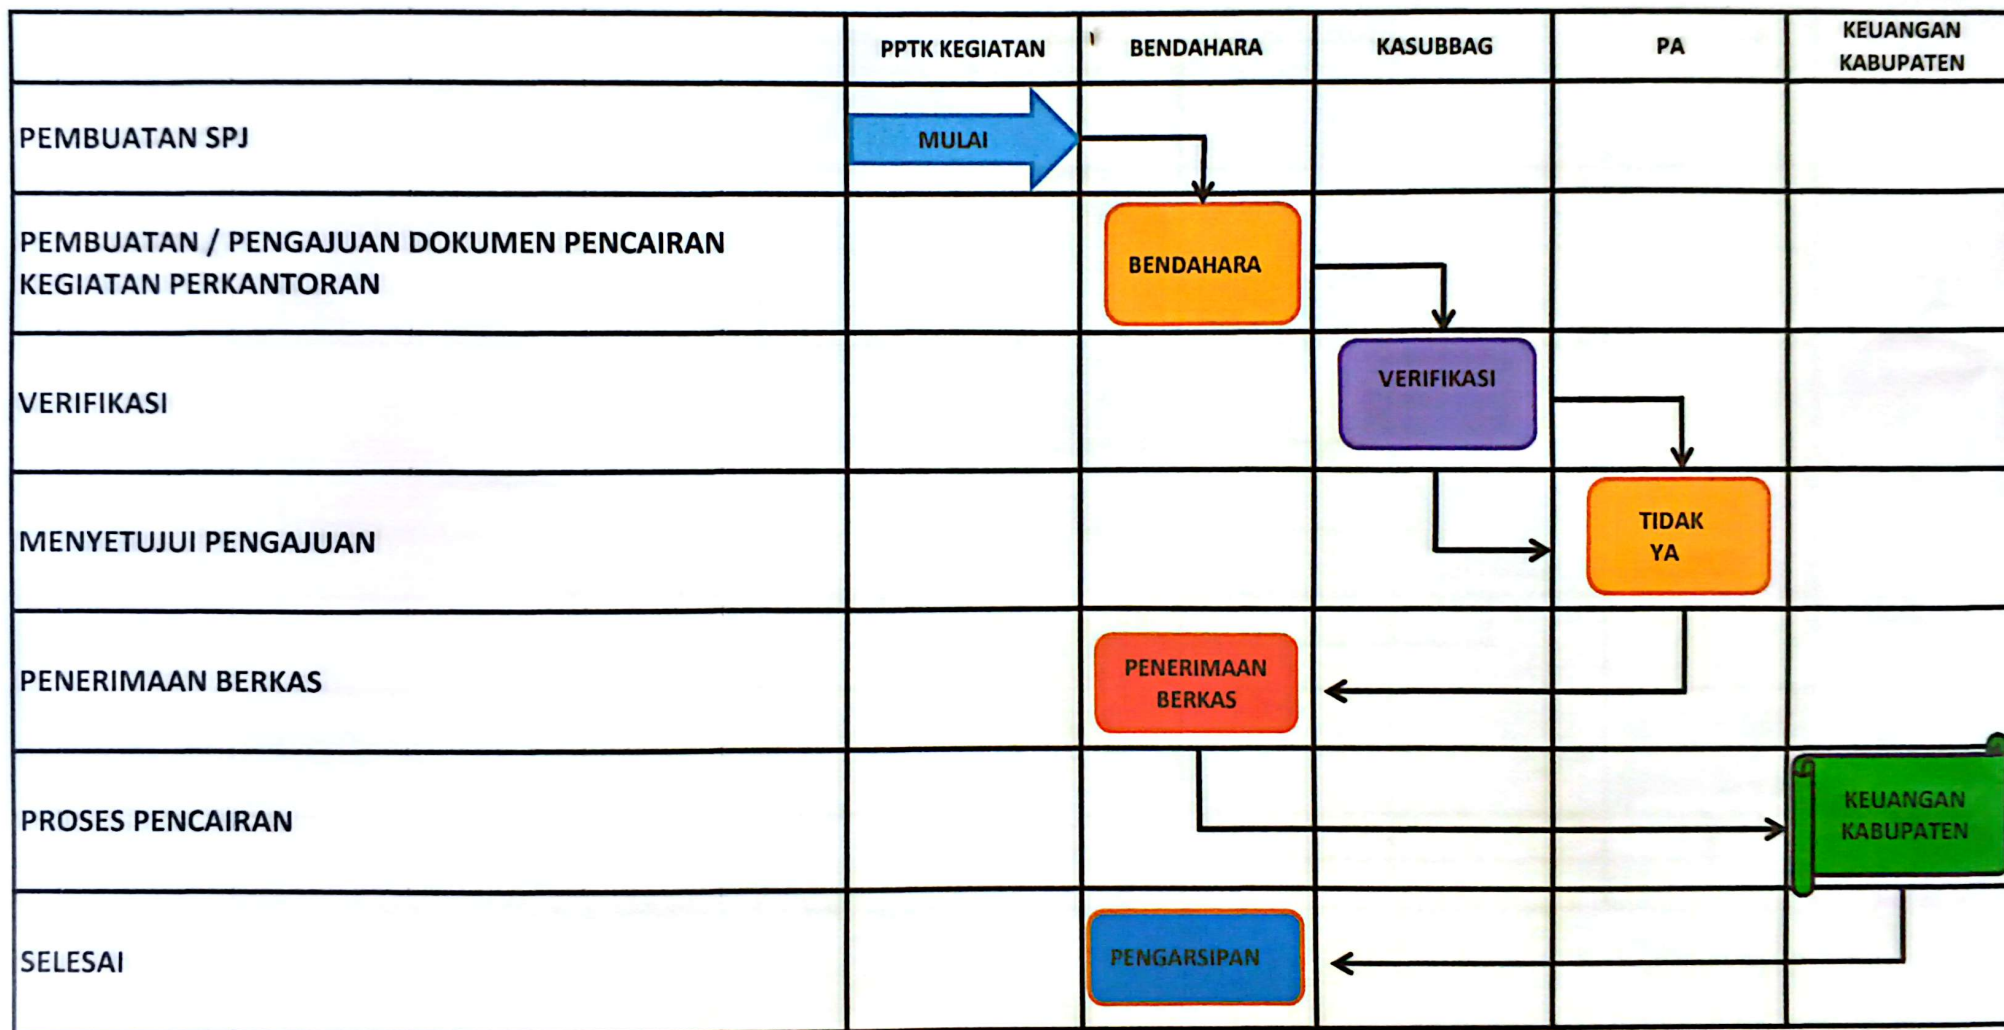 PPTK KEGIATAN
BENDAHARA
KASUBBAG
PA
KEUANGAN
KABUPATEN
PEMBUATAN SPJ
MULAI
PEMBUATAN / PENGAJUAN DOKUMEN PENCAIRAN
KEGIATAN PERKANTORAN
BENDAHARA
VERIFIKASI
VERIFIKASI
MENYETUJUI PENGAJUAN
TIDAK
YA
PENERIMAAN BERKAS
PENERIMAAN
BERKAS
PROSES PENCAIRAN
KEUANGAN
KABUPATEN
SELESAI
PENGARSIPAN